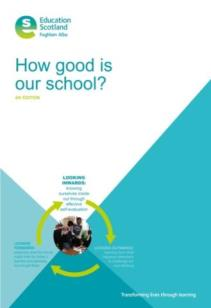 Education
Scotland
Foghlam Alba
How good is
our school?
4th EDITION
LOOKING
INWARDS:
knowing
ourselves inside
out through
effective
self-evaluation
LOOKING
FORWARDS:
LOOKING OUTWARDS:
Transforming lives through learning